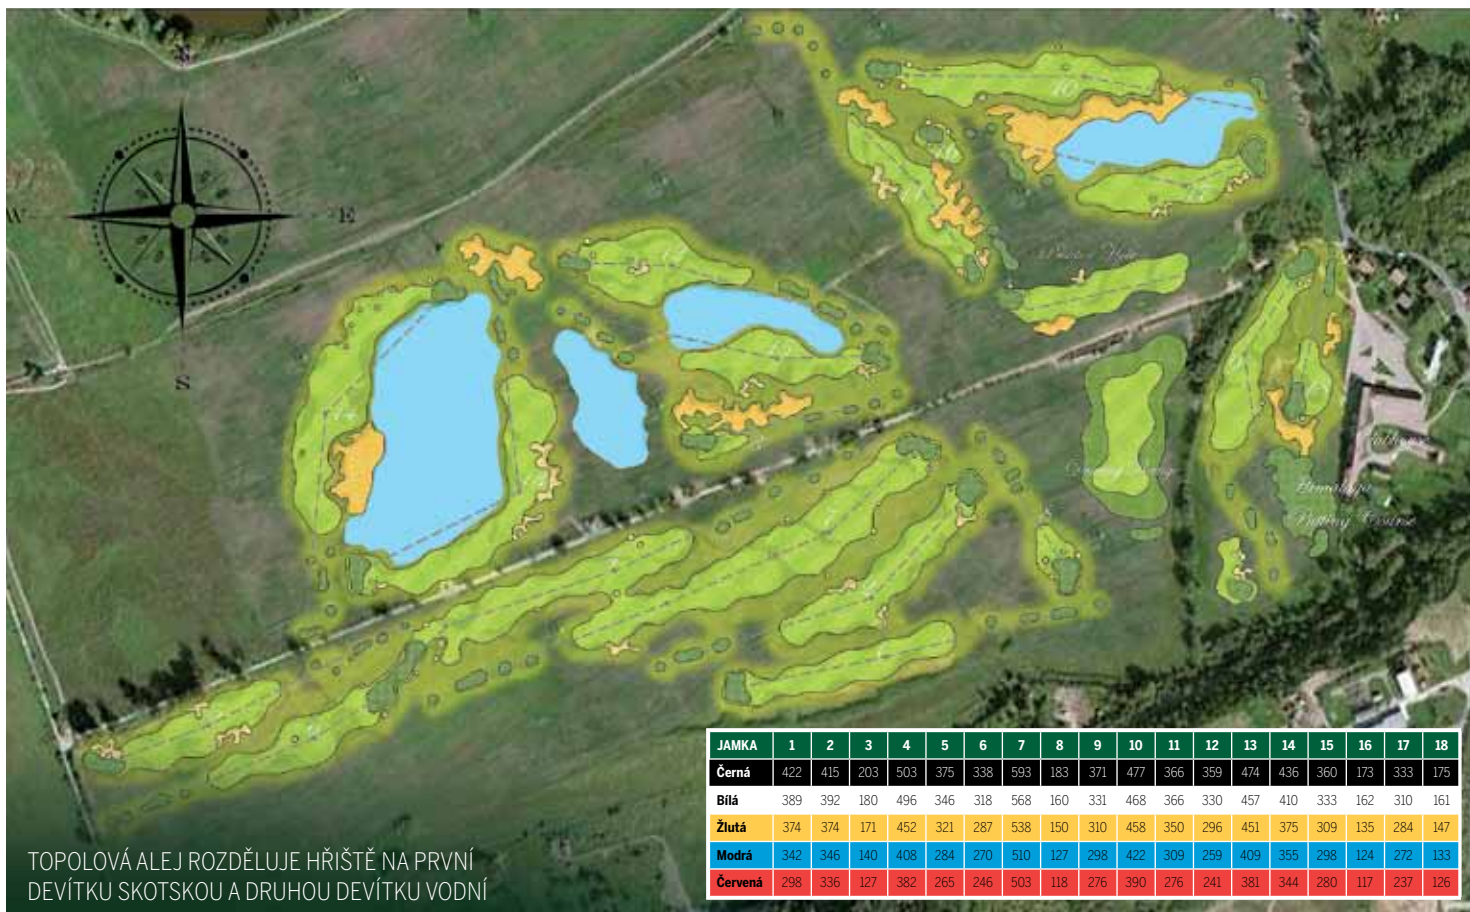 W
E
S
Clubhouse
JAMKA 1 2 3 4 5 6 7 8 9 10 11 12 13 14 15 16 17 18
Černá 422 415 203 503 375 338 593 183 371 477 366 359 474 436 360 173 333 175
Bílá 389 392 180 496 346 318 568 160 331 468 366 330 457 410 333 162 310 161
Žlutá 374 374 171 452 321 287 538 150 310 458 350 296 451 375 309 135 284 147
Modrá 342 346 140 408 284 270 510 127 298 422 309 259 409 355 298 124 272 133
Červená 298 336 127 382 265 246 503 118 276 390 276 241 381 344 280 117 237 126
TOPOLOVÁ ALEJ ROZDĚLUJE HŘIŠTĚ NA PRVNÍ
DEVÍTKU SKOTSKOU A DRUHOU DEVÍTKU VODNÍ